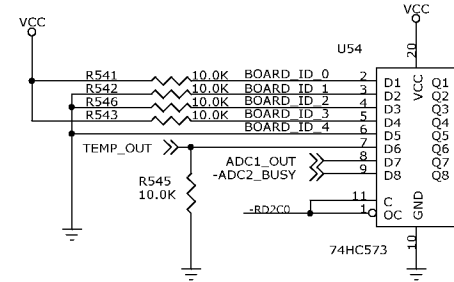 VCC
VCC
U54
20
R541 10.0K BOARD_ID_0 2 D1 VCC Q1
R542 10.0K BOARD_ID_1 3 D2 Q2
R546 10.0K BOARD_ID_2 4 D3 Q3
R543 10.0K BOARD_ID_3 5 D4 Q4
BOARD_ID_4 6 D5 Q5
TEMP_OUT 7 D6 Q6
ADC1_OUT 8 D7 Q7
-ADC2_BUSY 9 D8 Q8
R545
10.0K
11 C GND
-RD2C0 1 OC
10
74HC573